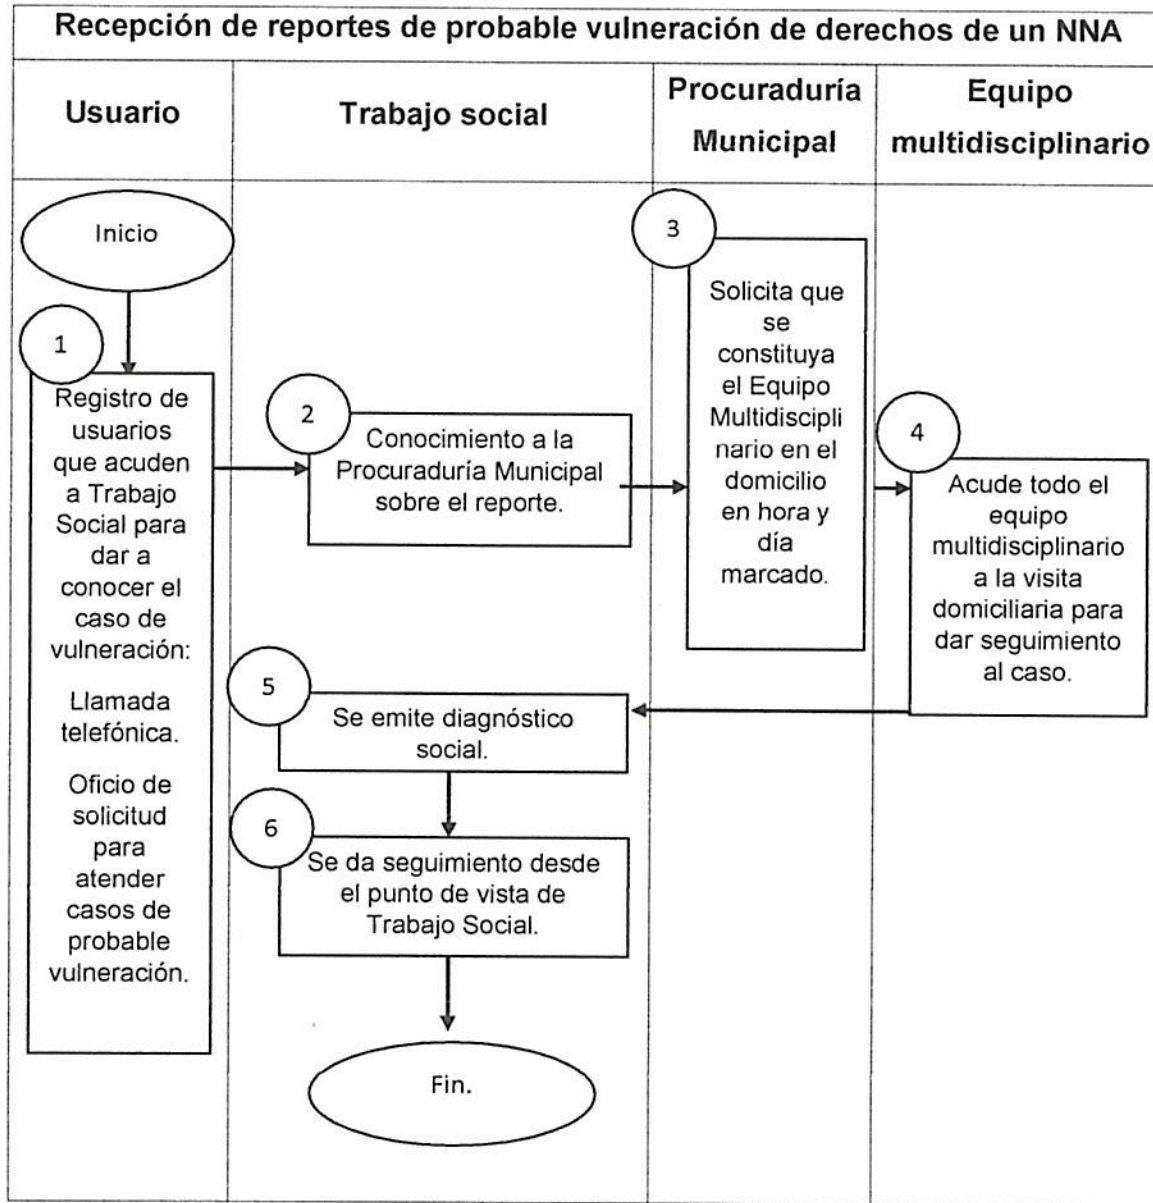 Recepción de reportes de probable vulneración de derechos de un NNA
Usuario
Trabajo social
Procuraduría
Municipal
Equipo
multidisciplinario
Inicio
1
Registro de
usuarios
que acuden
a Trabajo
Social para
dar a
conocer el
caso de
vulneración:
Llamada
telefónica.
Oficio de
solicitud
para
atender
casos de
probable
vulneración.
2
Conocimiento a la
Procuraduría Municipal
sobre el reporte.
3
Solicita que
se
constituya
el Equipo
Multidiscipli
nario en el
domicilio
en hora y
día
marcado.
4
Acude todo el
equipo
multidisciplinario
a la visita
domiciliaria para
dar seguimiento
al caso.
5
Se emite diagnóstico
social.
6
Se da seguimiento desde
el punto de vista de
Trabajo Social.
Fin.